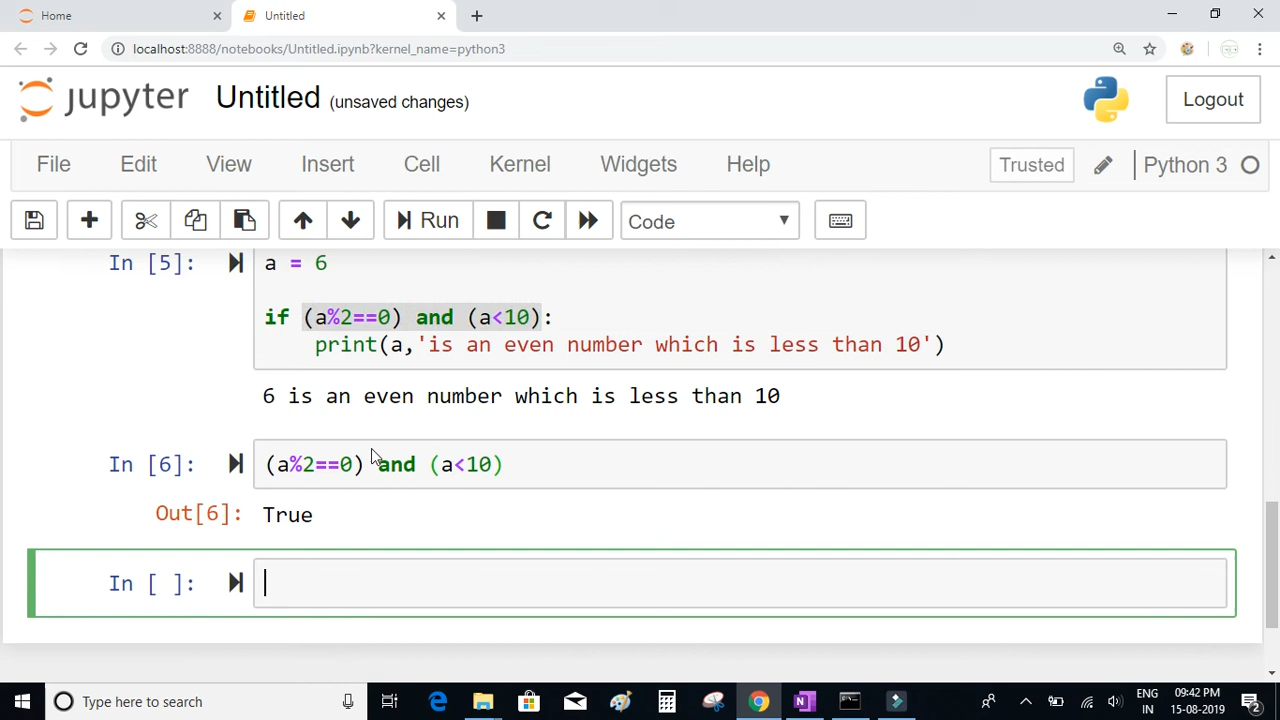 Home
Untitled
localhost:8888/notebooks/Untitled.ipynb?kernel_name=python3
jupyter Untitled (unsaved changes)
Logout
File Edit View Insert Cell Kernel Widgets Help
Trusted
Python 3
Run
Code
In [5]: a = 6
if (a%2==0) and (a<10):
print(a,'is an even number which is less than 10')
6 is an even number which is less than 10
In [6]: (a%2==0) and (a<10)
Out[6]: True
In [ ]:
Type here to search
ENG
IN
09:42 PM
15-08-2019
2